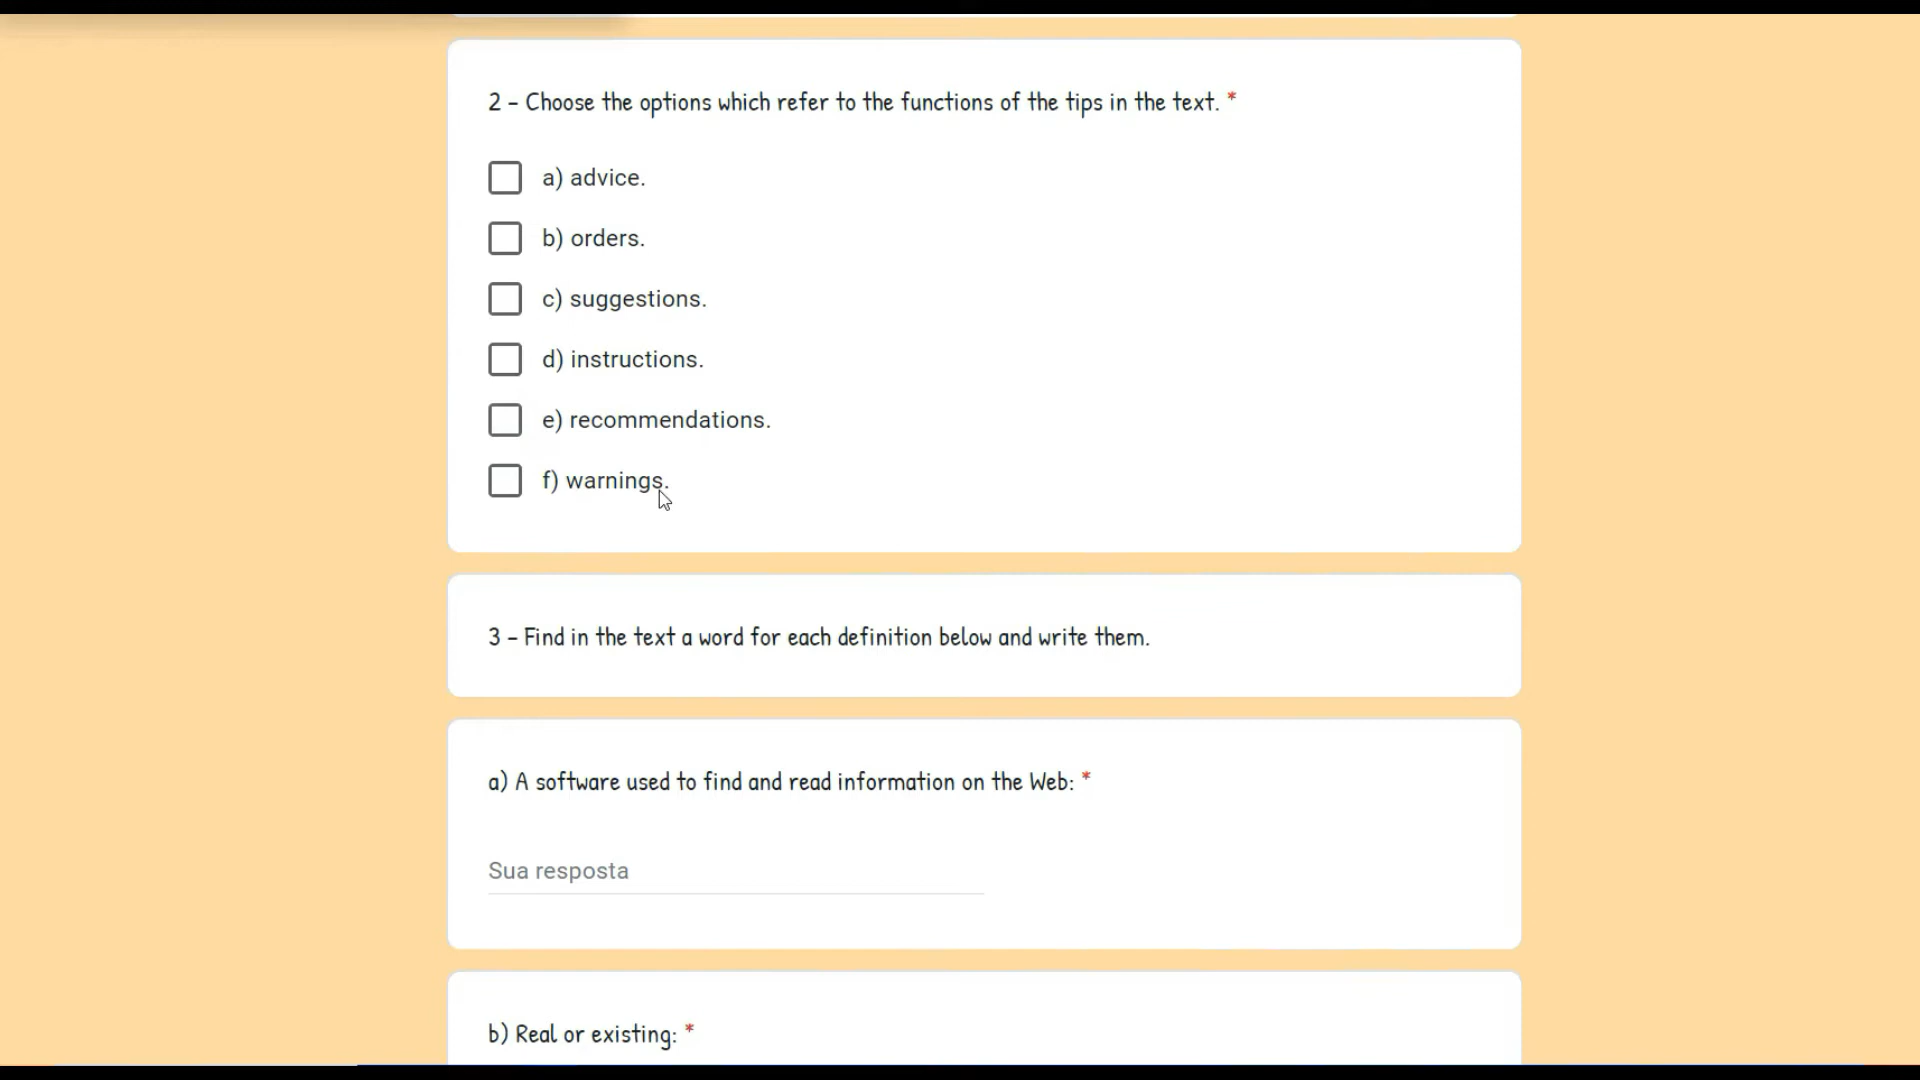 2 – Choose the options which refer to the functions of the tips in the text. *
a) advice.
b) orders.
c) suggestions.
d) instructions.
e) recommendations.
f) warnings.
3 – Find in the text a word for each definition below and write them.
a) A software used to find and read information on the Web: *
Sua resposta
b) Real or existing: *